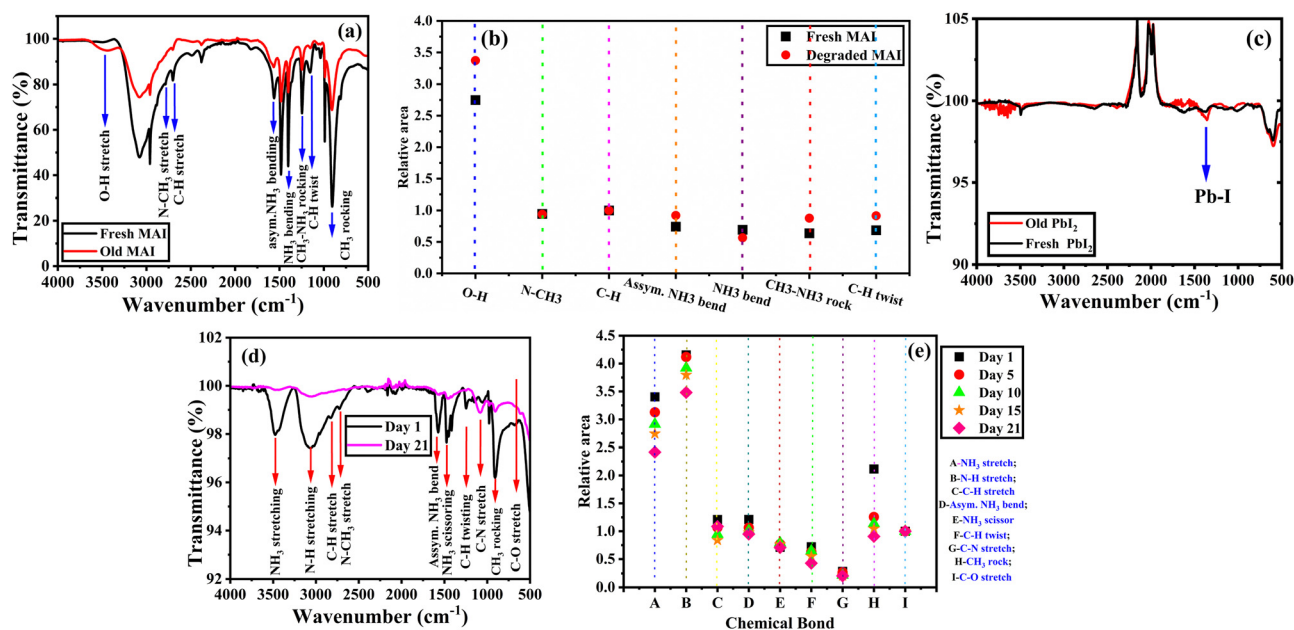 (a)
100
80
60
40
20
0
Transmittance (%)
O-H stretch
N-CH3 stretch
C-H stretch
asym.NH3 bending
NH3 bending
CH3-NH3 rocking
C-H twist
CH3 rocking
Fresh MAI
Old MAI
4000 3500 3000 2500 2000 1500 1000 500
Wavenumber (cm-1)
(b)
4.0
3.5
3.0
2.5
2.0
1.5
1.0
0.5
0.0
Relative area
Fresh MAI
Degraded MAI
O-H
N-CH3
C-H
Assym. NH3 bend
NH3 bend
CH3-NH3 rock
C-H twist
(c)
105
100
95
90
Transmittance (%)
Pb-I
Old PbI2
Fresh PbI2
4000 3500 3000 2500 2000 1500 1000 500
Wavenumber (cm-1)
(d)
102
100
98
96
94
92
Transmittance (%)
Day 1
Day 21
NH3 stretching
N-H stretching
C-H stretch
N-CH3 stretch
Assym. NH3 bend
NH3 scissoring
C-H twisting
C-N stretch
CH3 rocking
C-O stretch
4000 3500 3000 2500 2000 1500 1000 500
Wavenumber (cm-1)
(e)
4.5
4.0
3.5
3.0
2.5
2.0
1.5
1.0
0.5
0.0
Relative area
A B C D E F G H I
Chemical Bond
Day 1
Day 5
Day 10
Day 15
Day 21
A-NH3 stretch;
B-N-H stretch;
C-C-H stretch
D-Asym. NH3 bend;
E-NH3 scissor
F-C-H twist;
G-C-N stretch;
H-CH3 rock;
I-C-O stretch